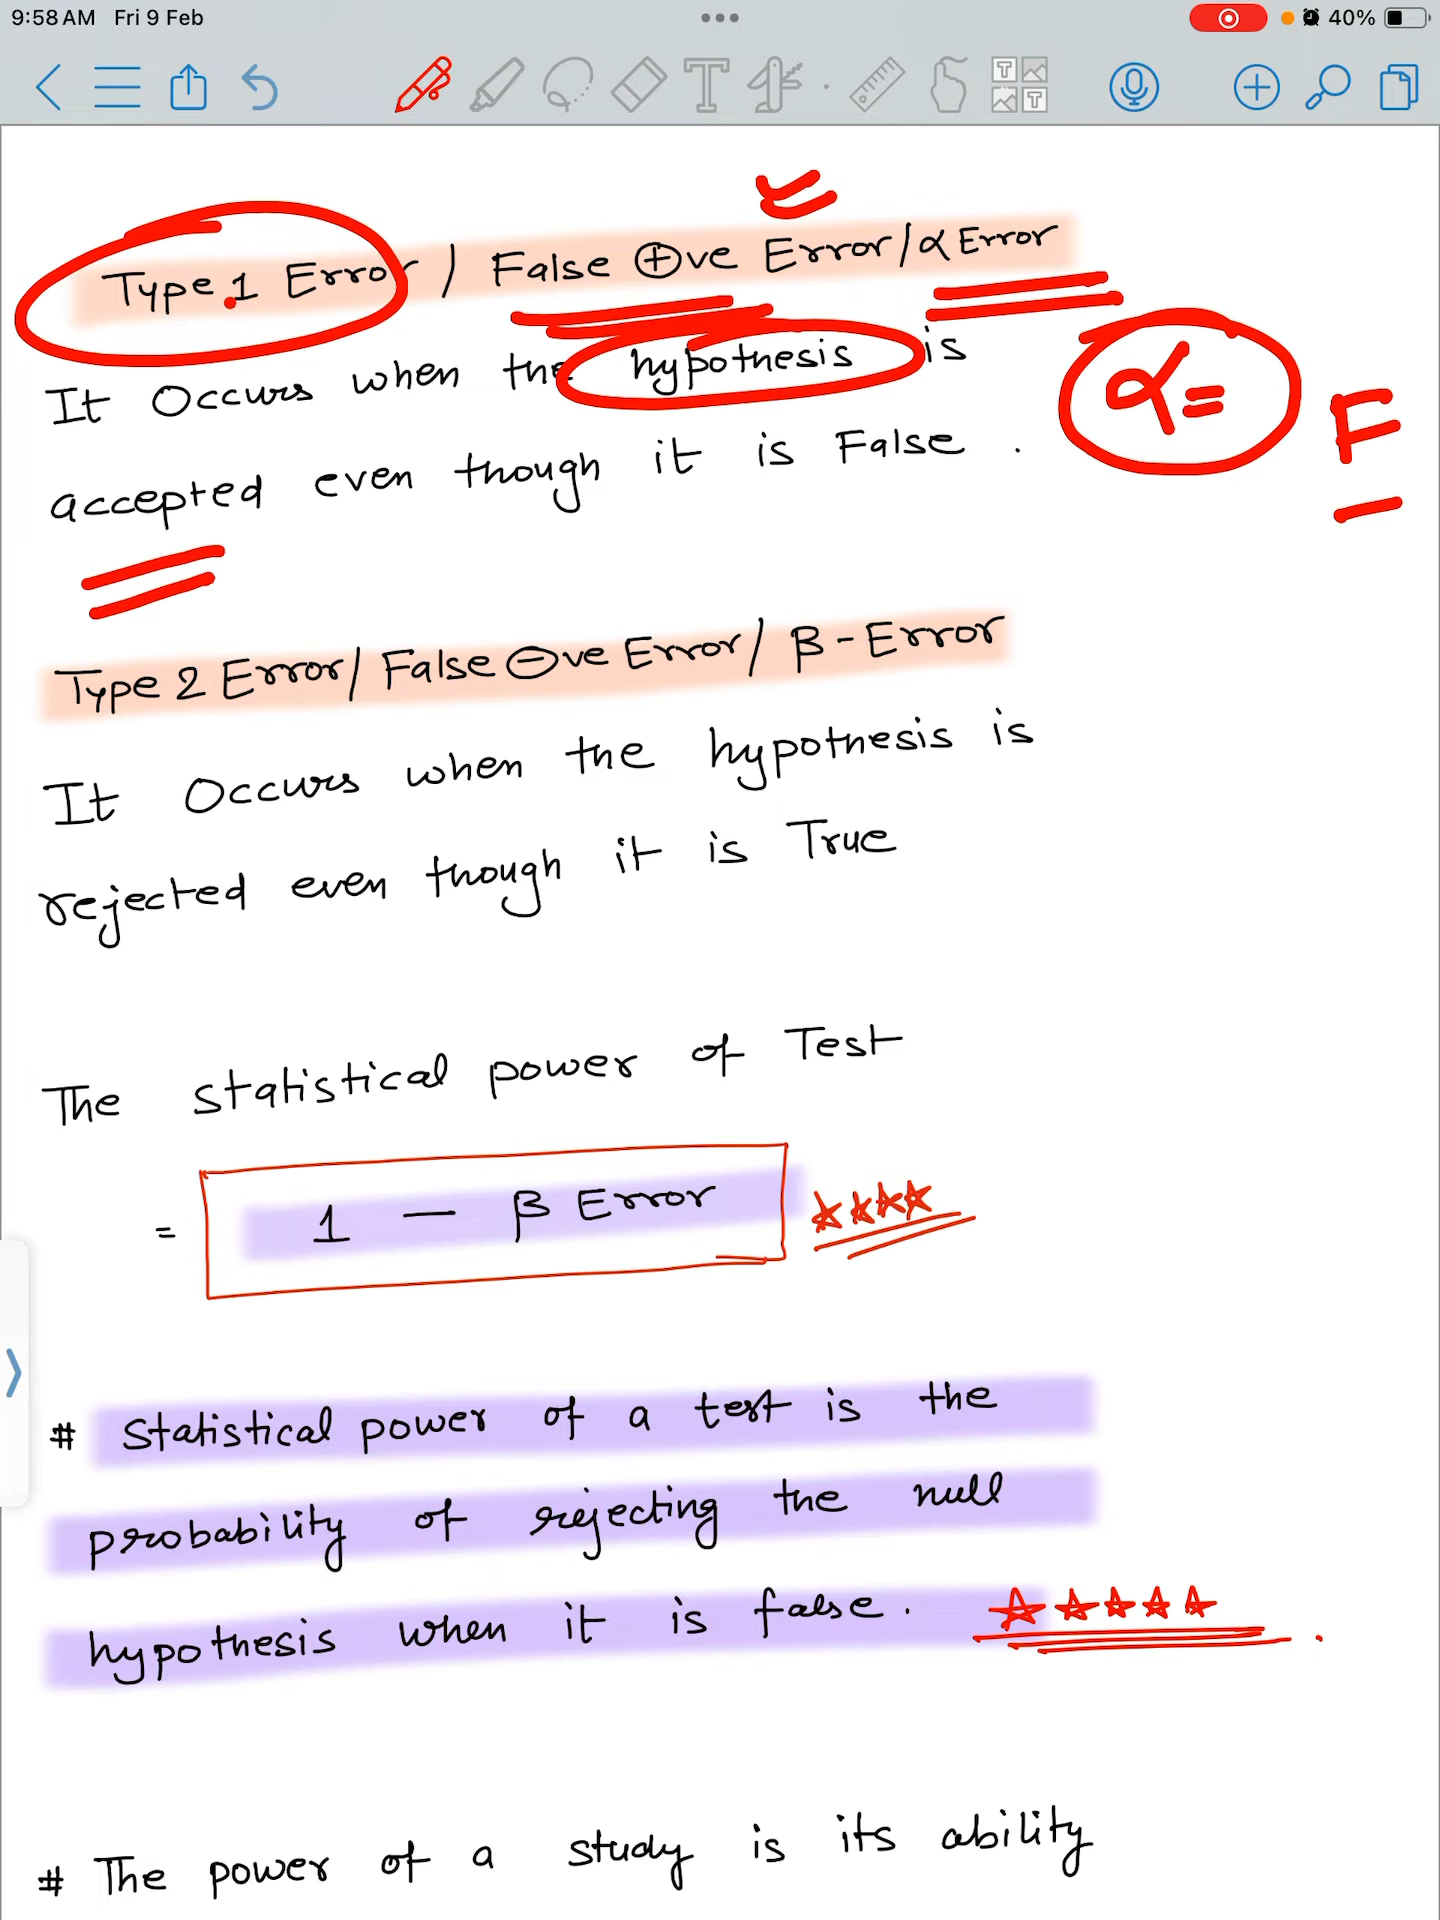 9:58 AM Fri 9 Feb
40%
Type 1 Error / False ⊕ve Error/α Error
It Occurs when the hypothesis is
α=
F
accepted even though it is False .
Type 2 Error/ False ⊖ve Error/ β-Error
It Occurs when the hypothesis is
rejected even though it is True
The statistical power of Test
= 1 - β Error
# Statistical power of a test is the
probability of rejecting the null
hypothesis when it is false.
# The power of a study is its ability